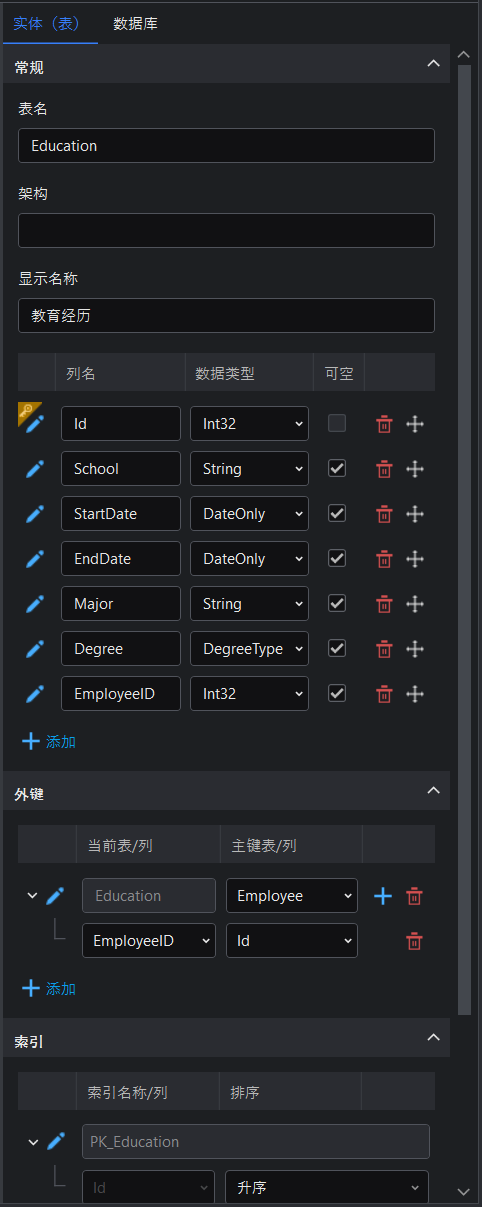 实体（表） 数据库
常规
表名
Education
架构
显示名称
教育经历
列名 数据类型 可空
Id Int32
School String
StartDate DateOnly
EndDate DateOnly
Major String
Degree DegreeType
EmployeeID Int32
添加
外键
当前表/列 主键表/列
Education Employee
EmployeeID Id
添加
索引
索引名称/列 排序
PK_Education
Id 升序